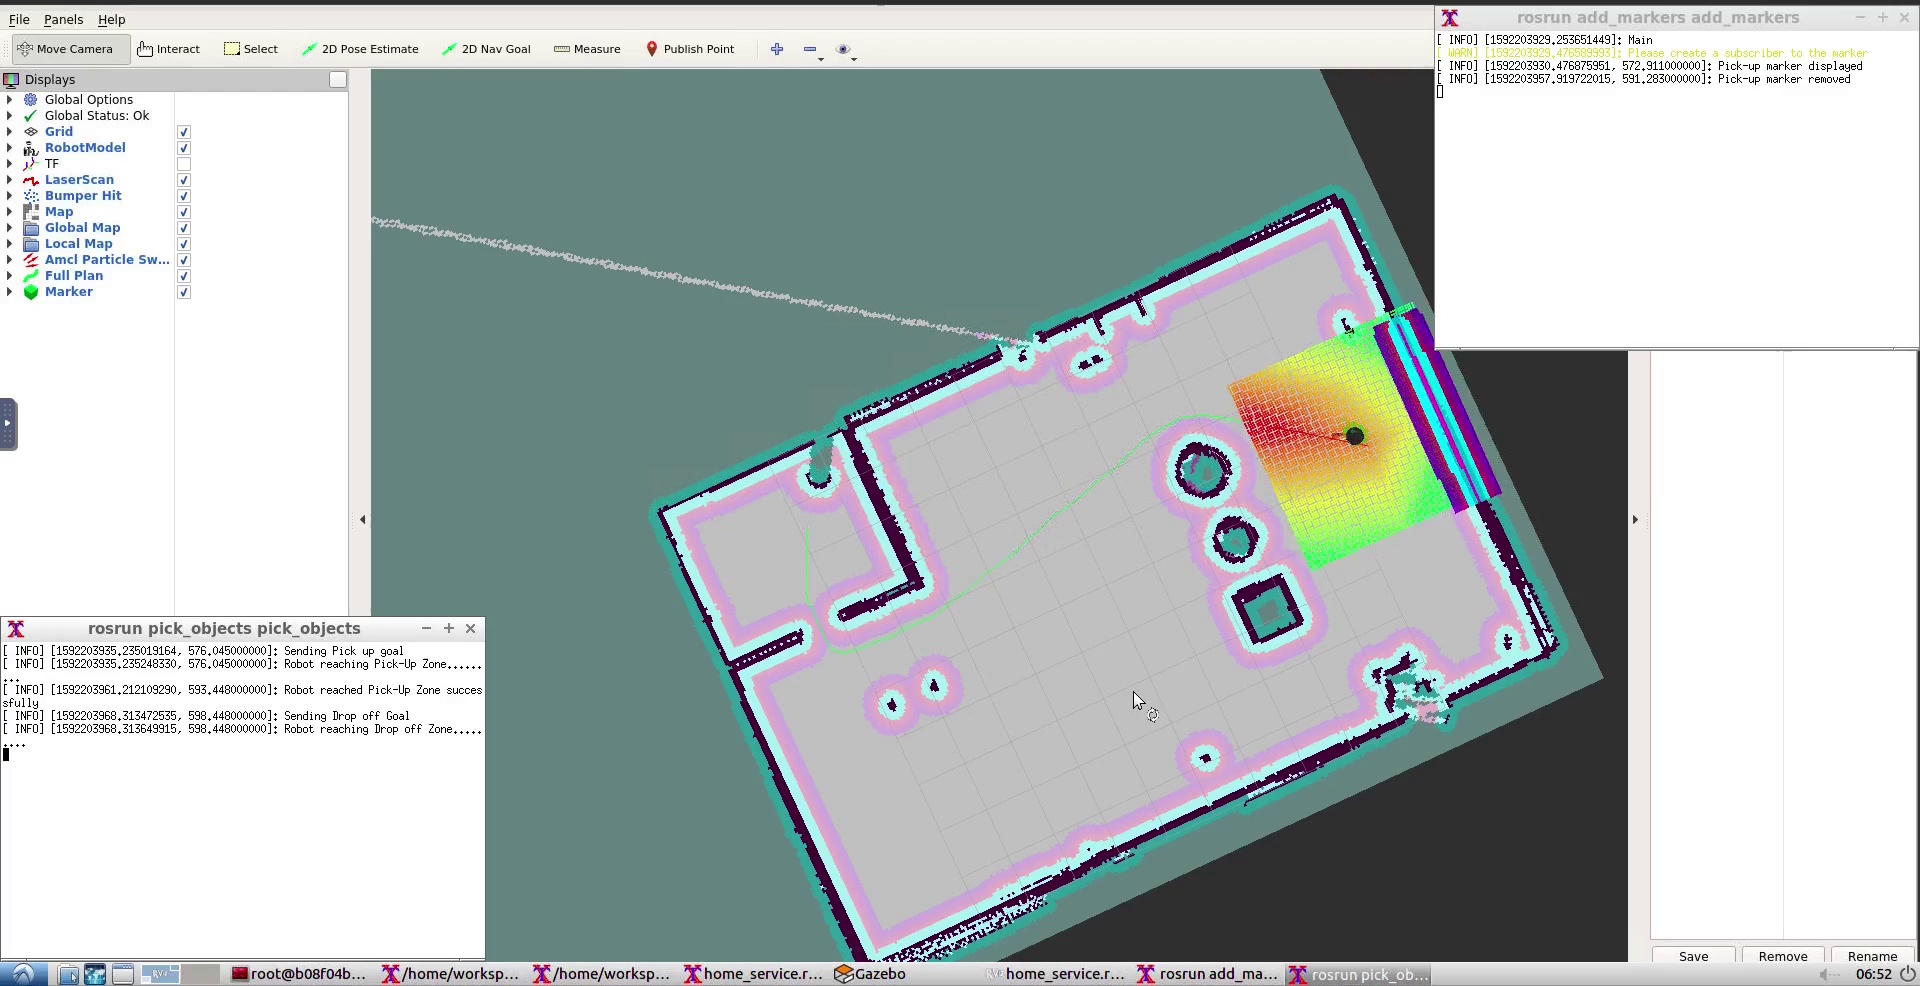 File Panels Help
Move Camera Interact Select 2D Pose Estimate 2D Nav Goal Measure Publish Point
Displays
Global Options
Global Status: Ok
Grid
RobotModel
TF
LaserScan
Bumper Hit
Map
Global Map
Local Map
Amcl Particle Sw...
Full Plan
Marker
rosrun add_markers add_markers
[ INFO] [1592203929.253651449]: Main
[ WARN] [1592203929.476589993]: Please create a subscriber to the marker
[ INFO] [1592203930.476875951, 572.911000000]: Pick-up marker displayed
[ INFO] [1592203957.919722015, 591.283000000]: Pick-up marker removed
rosrun pick_objects pick_objects
[ INFO] [1592203935.235019164, 576.045000000]: Sending Pick up goal
[ INFO] [1592203935.235248330, 576.045000000]: Robot reaching Pick-Up Zone......
...
[ INFO] [1592203961.212109290, 593.448000000]: Robot reached Pick-Up Zone succes
sfully
[ INFO] [1592203968.313472535, 598.448000000]: Sending Drop off Goal
[ INFO] [1592203968.313649915, 598.448000000]: Robot reaching Drop off Zone.....
....
Save Remove Rename
root@b08f04b... /home/worksp... /home/worksp... home_service.r... Gazebo home_service.r... rosrun add_ma... rosrun pick_ob... 06:52